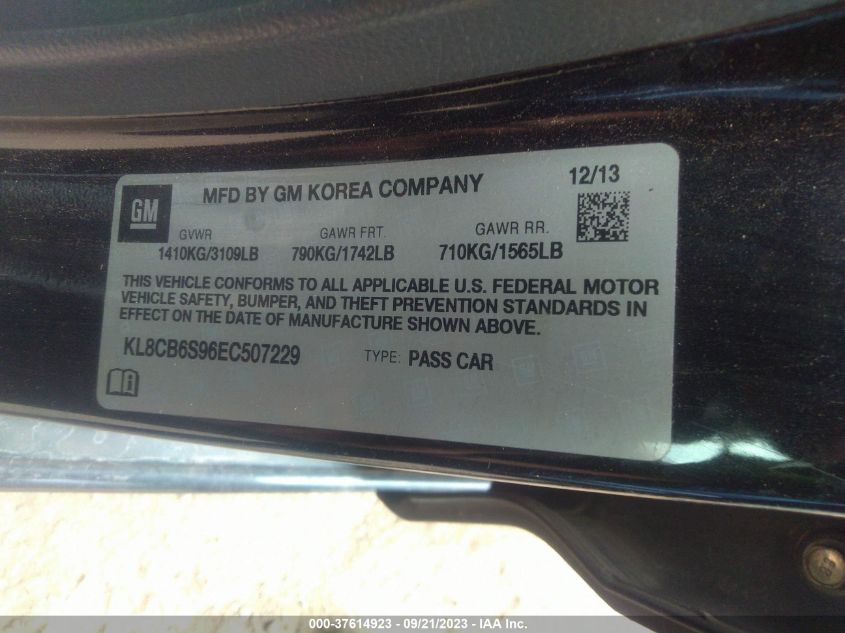 GM
MFD BY GM KOREA COMPANY
12/13
GVWR GAWR FRT. GAWR RR.
1410KG/3109LB 790KG/1742LB 710KG/1565LB
THIS VEHICLE CONFORMS TO ALL APPLICABLE U.S. FEDERAL MOTOR
VEHICLE SAFETY, BUMPER, AND THEFT PREVENTION STANDARDS IN
EFFECT ON THE DATE OF MANUFACTURE SHOWN ABOVE.
KL8CB6S96EC507229 TYPE: PASS CAR
000-37614923 - 09/21/2023 - IAA Inc.